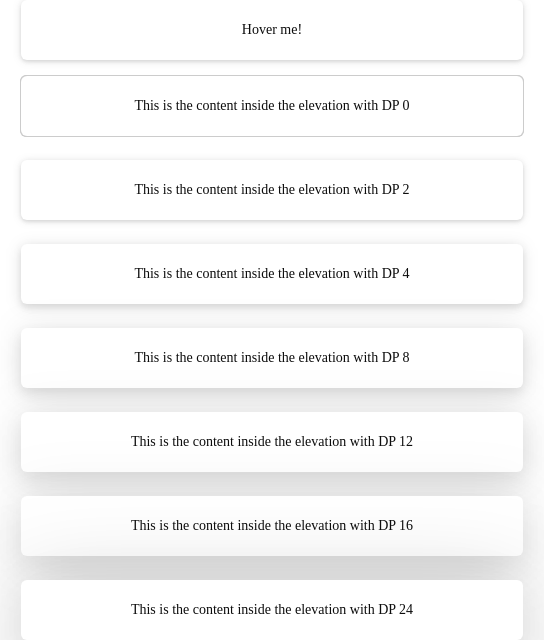 Hover me!
This is the content inside the elevation with DP 0
This is the content inside the elevation with DP 2
This is the content inside the elevation with DP 4
This is the content inside the elevation with DP 8
This is the content inside the elevation with DP 12
This is the content inside the elevation with DP 16
This is the content inside the elevation with DP 24